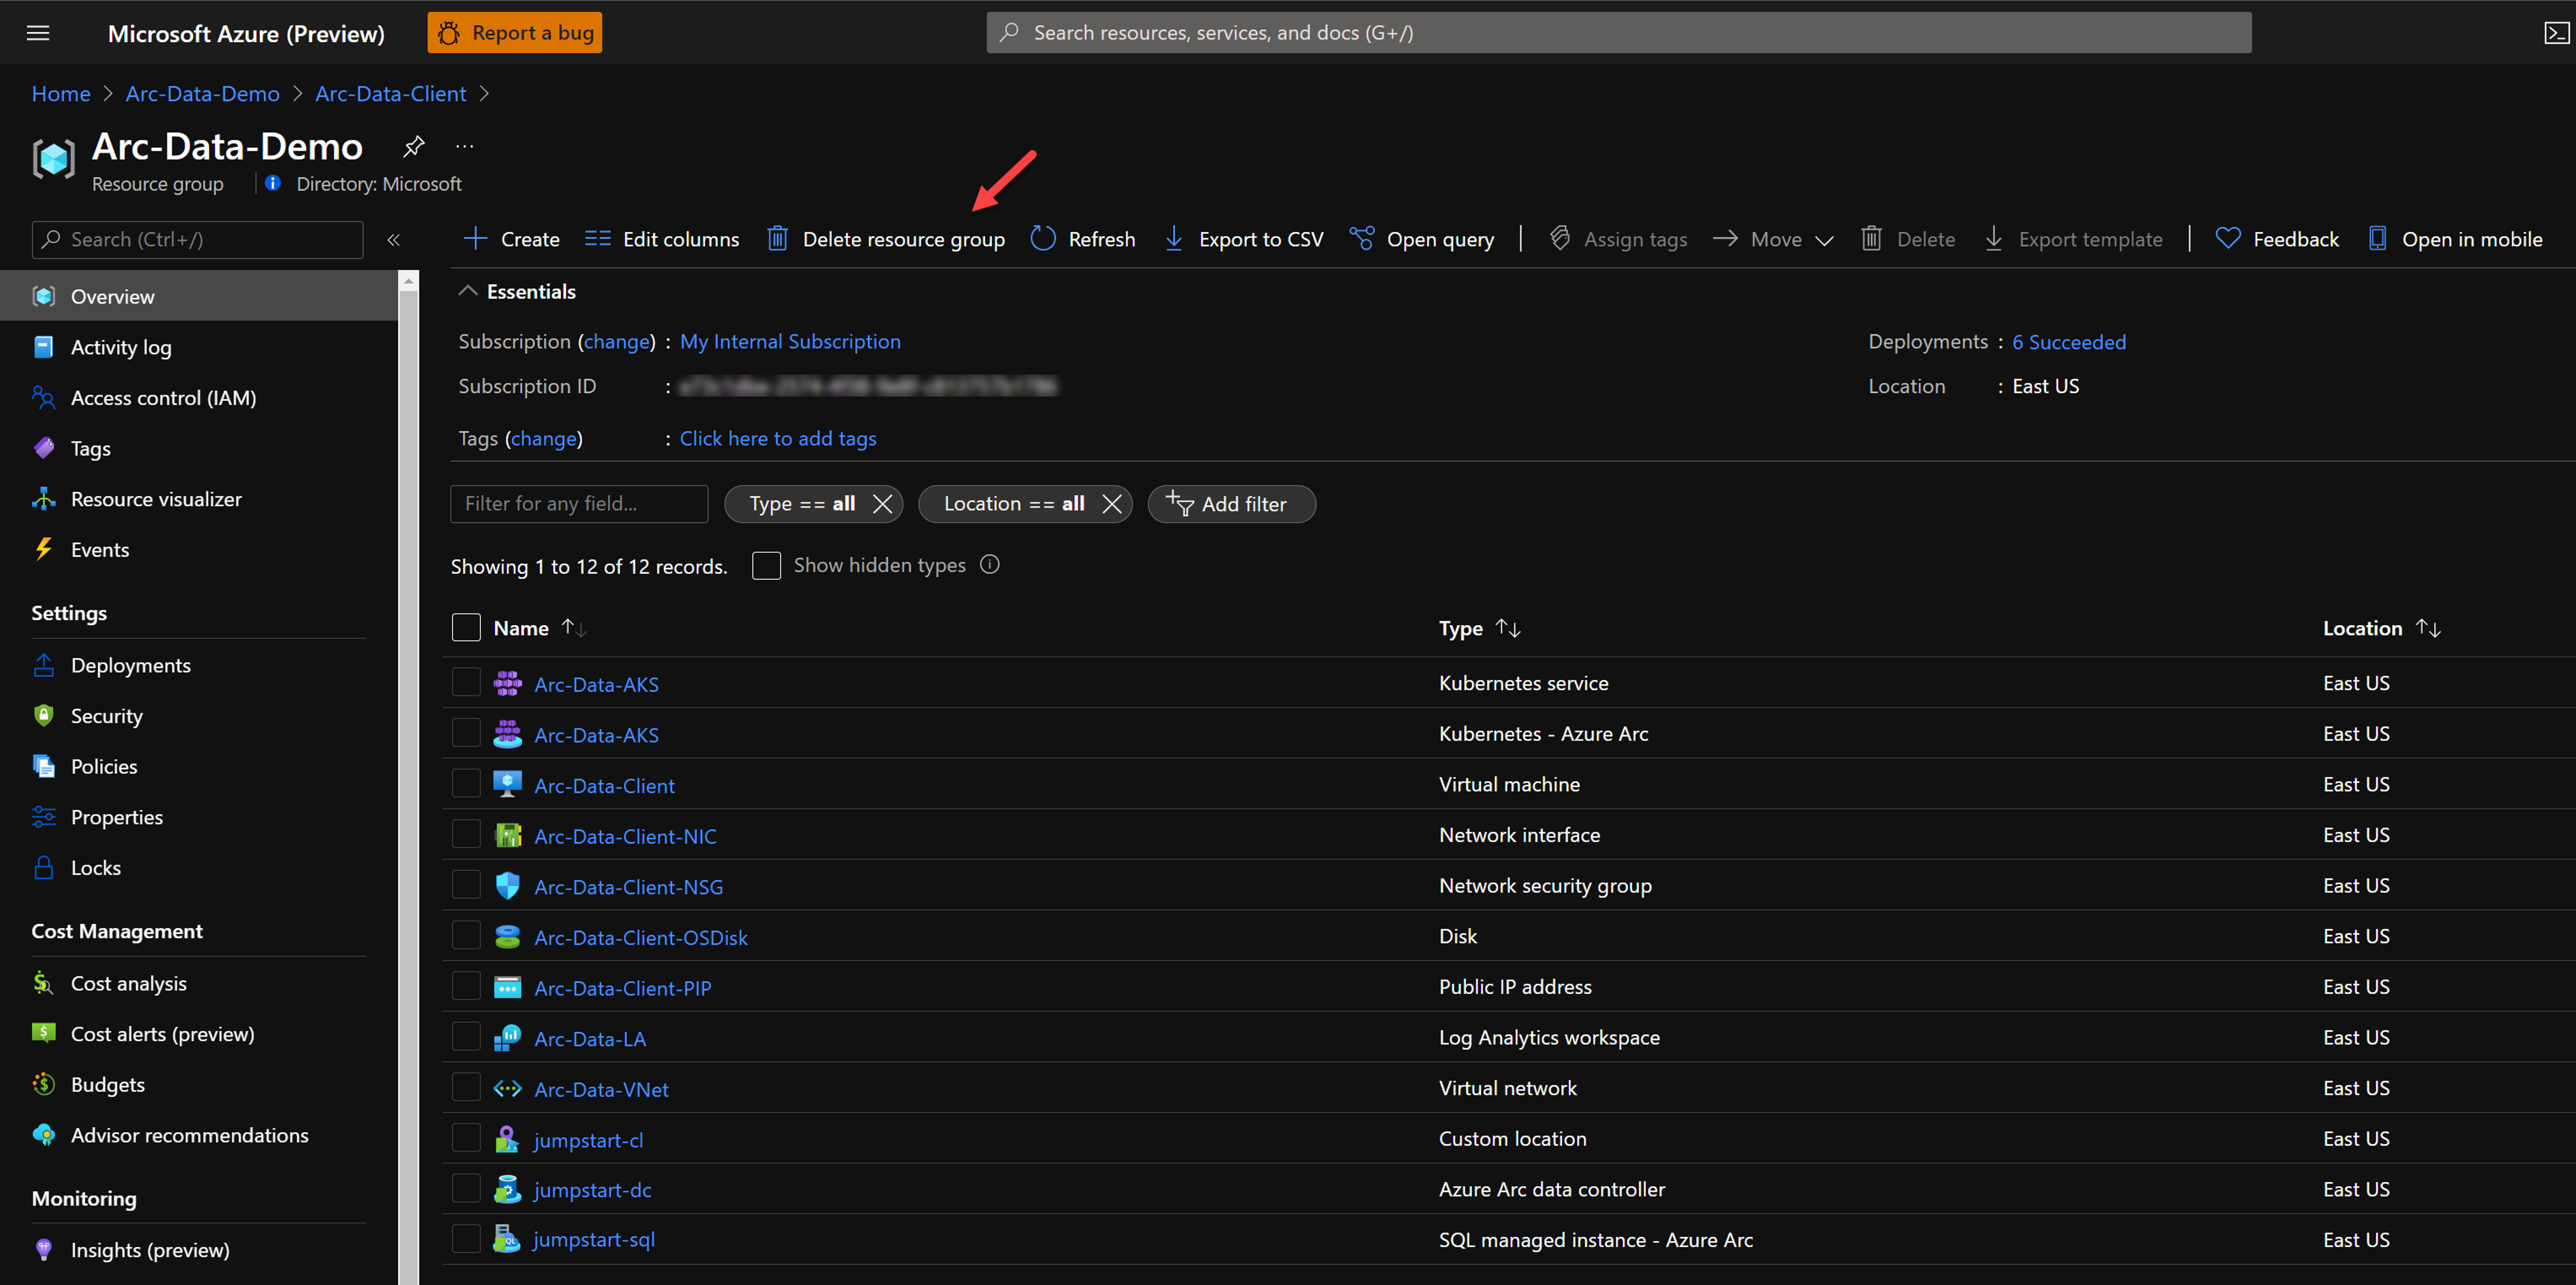 Microsoft Azure (Preview) Report a bug Search resources, services, and docs (G+/)
Home > Arc-Data-Demo > Arc-Data-Client >
Arc-Data-Demo ...
Resource group Directory: Microsoft
Search (Ctrl+/) «
Create Edit columns Delete resource group Refresh Export to CSV Open query Assign tags Move Delete Export template Feedback Open in mobile
Overview
Activity log
Access control (IAM)
Tags
Resource visualizer
Events
Settings
Deployments
Security
Policies
Properties
Locks
Cost Management
Cost analysis
Cost alerts (preview)
Budgets
Advisor recommendations
Monitoring
Insights (preview)
Essentials
Subscription (change) : My Internal Subscription
Subscription ID :
Tags (change) : Click here to add tags
Deployments : 6 Succeeded
Location : East US
Filter for any field... Type == all Location == all Add filter
Showing 1 to 12 of 12 records. Show hidden types
Name Type Location
Arc-Data-AKS Kubernetes service East US
Arc-Data-AKS Kubernetes - Azure Arc East US
Arc-Data-Client Virtual machine East US
Arc-Data-Client-NIC Network interface East US
Arc-Data-Client-NSG Network security group East US
Arc-Data-Client-OSDisk Disk East US
Arc-Data-Client-PIP Public IP address East US
Arc-Data-LA Log Analytics workspace East US
Arc-Data-VNet Virtual network East US
jumpstart-cl Custom location East US
jumpstart-dc Azure Arc data controller East US
jumpstart-sql SQL managed instance - Azure Arc East US